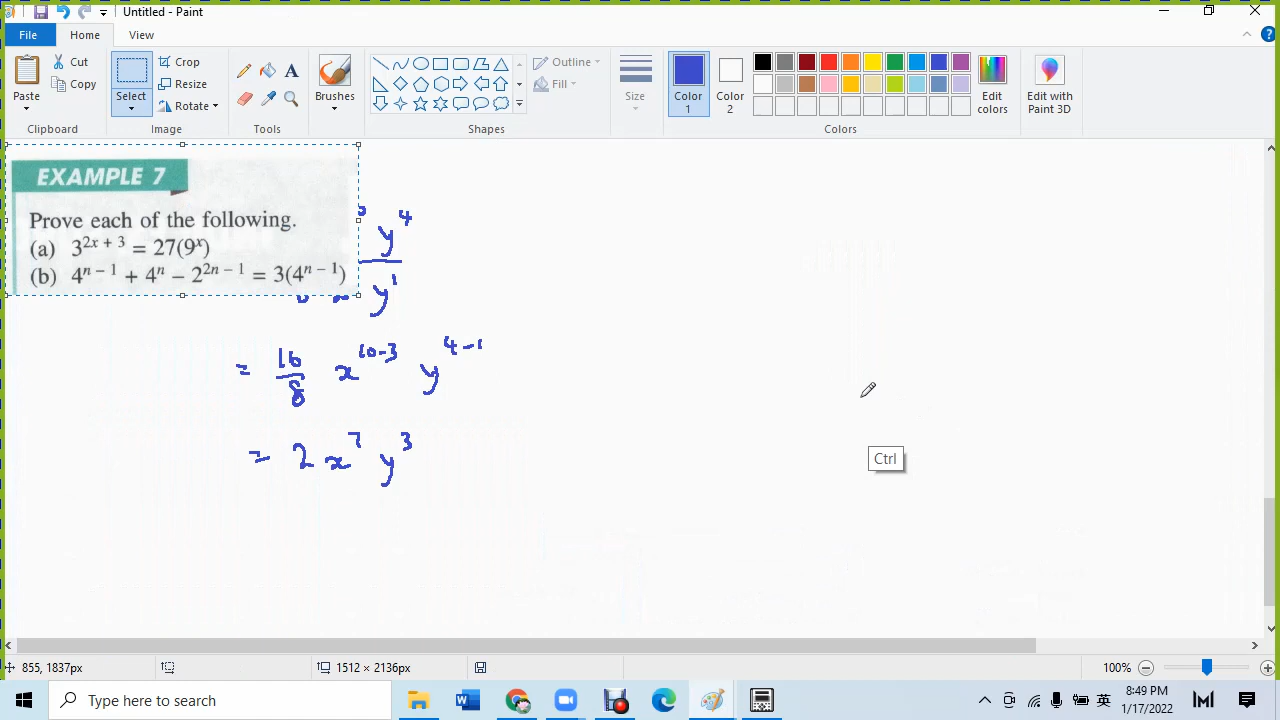 Untitled - Paint
File Home View
Paste
Cut
Copy
Clipboard
Select
Crop
Resize
Rotate
Image
Tools
Brushes
Outline
Fill
Shapes
Size
Color 1
Color 2
Edit colors
Colors
Edit with Paint 3D
EXAMPLE 7
Prove each of the following.
(a) 3^{2x + 3} = 27(9^x)
(b) 4^{n – 1} + 4^n – 2^{2n – 1} = 3(4^{n – 1})
y^4
y^1
= 16/8 x^{10-3} y^{4-1}
= 2 x^7 y^3
Ctrl
855, 1837px
1512 × 2136px
100%
Type here to search
英
8:49 PM
1/17/2022